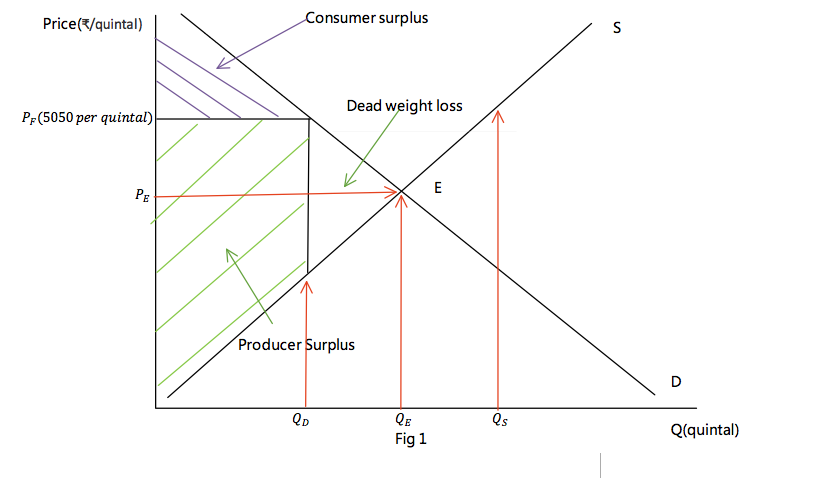 Consumer surplus
Price(₹/quintal)
S
Dead weight loss
P_F(5050 per quintal)
E
P_E
Producer Surplus
D
Q_D
Q_E
Q_S
Q(quintal)
Fig 1